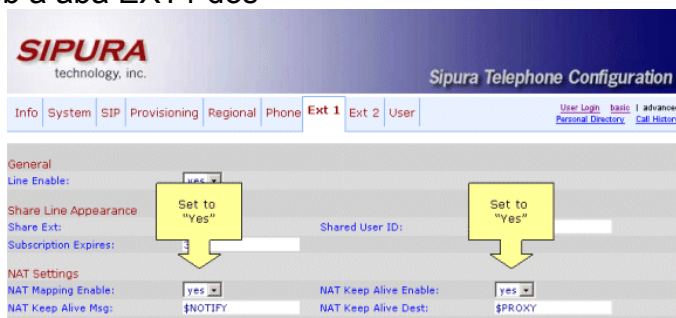 SIPURA
technology, inc.
Sipura Telephone Configuration
Info System SIP Provisioning Regional Phone Ext 1 Ext 2 User
User Login basic | advanced
Personal Directory Call History
General
Line Enable: yes
Share Line Appearance
Share Ext: Shared User ID:
Subscription Expires:
Set to
"Yes"
Set to
"Yes"
NAT Settings
NAT Mapping Enable: yes NAT Keep Alive Enable: yes
NAT Keep Alive Msg: $NOTIFY NAT Keep Alive Dest: $PROXY